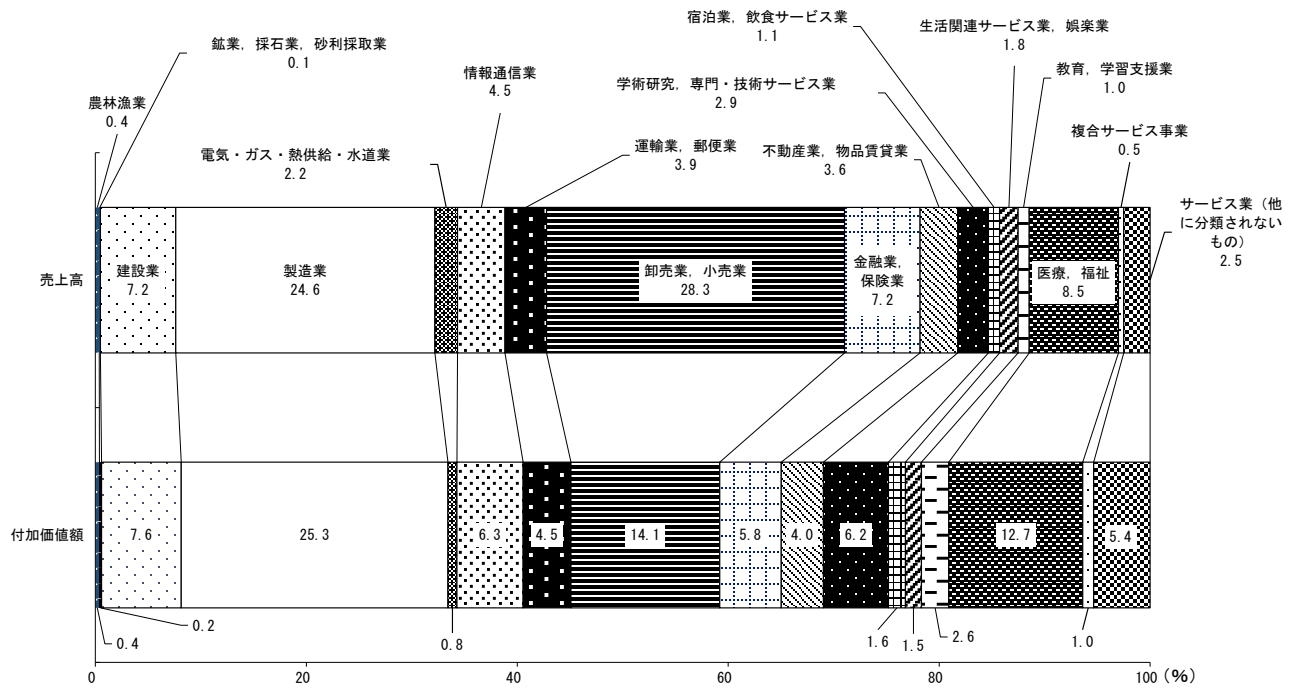 宿泊業，飲食サービス業
1.1
生活関連サービス業，娯楽業
1.8
鉱業，採石業，砂利採取業
0.1
情報通信業
4.5
学術研究，専門・技術サービス業
2.9
教育，学習支援業
1.0
農林漁業
0.4
電気・ガス・熱供給・水道業
2.2
運輸業，郵便業
3.9
不動産業，物品賃貸業
3.6
複合サービス事業
0.5
サービス業（他
に分類されない
もの）
2.5
売上高
建設業
7.2
製造業
24.6
卸売業，小売業
28.3
金融業，
保険業
7.2
医療，福祉
8.5
付加価値額
7.6
25.3
6.3
4.5
14.1
5.8
4.0
6.2
12.7
5.4
0.4
0.2
0.8
1.6
1.5
2.6
1.0
0
20
40
60
80
100
（％）